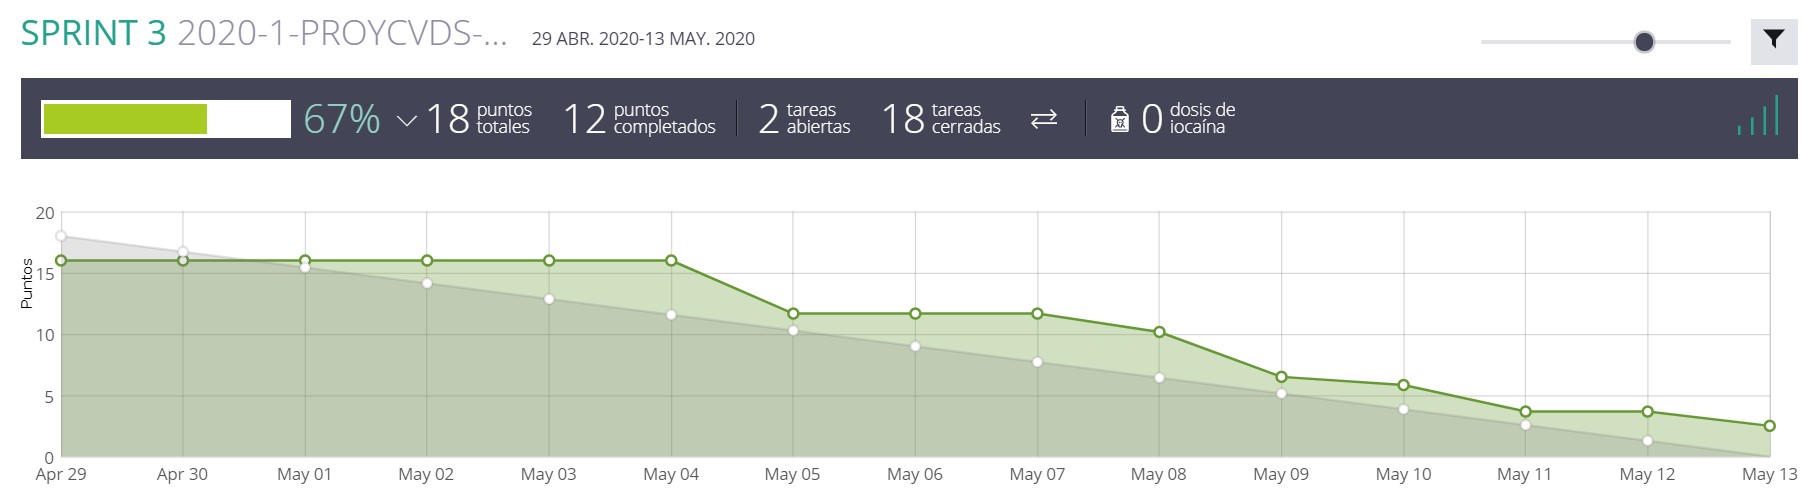 SPRINT 3 2020-1-PROYCVDS-... 29 ABR. 2020-13 MAY. 2020
67% 18 puntos totales 12 puntos completados 2 tareas abiertas 18 tareas cerradas 0 dosis de iocaína
Puntos
20
15
10
5
0
Apr 29 Apr 30 May 01 May 02 May 03 May 04 May 05 May 06 May 07 May 08 May 09 May 10 May 11 May 12 May 13